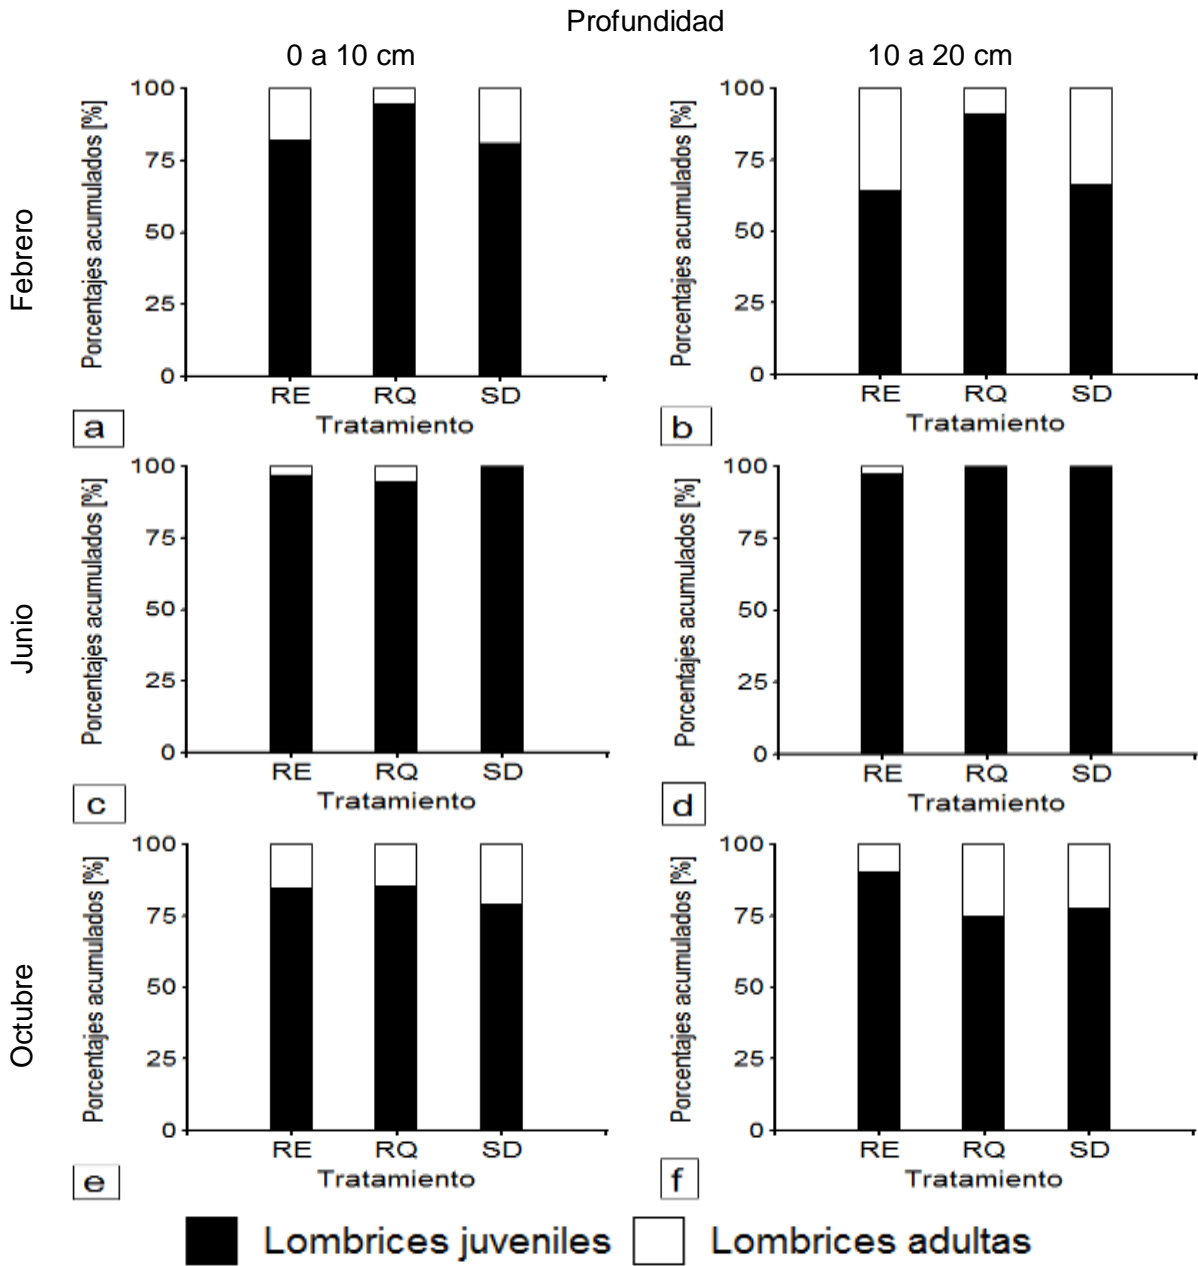 Profundidad
0 a 10 cm
10 a 20 cm
Febrero
Porcentajes acumulados [%]
100
75
50
25
0
RE RQ SD
Tratamiento
a
Porcentajes acumulados [%]
100
75
50
25
0
RE RQ SD
Tratamiento
b
Junio
Porcentajes acumulados [%]
100
75
50
25
0
RE RQ SD
Tratamiento
c
Porcentajes acumulados [%]
100
75
50
25
0
RE RQ SD
Tratamiento
d
Octubre
Porcentajes acumulados [%]
100
75
50
25
0
RE RQ SD
Tratamiento
e
Porcentajes acumulados [%]
100
75
50
25
0
RE RQ SD
Tratamiento
f
Lombrices juveniles
Lombrices adultas